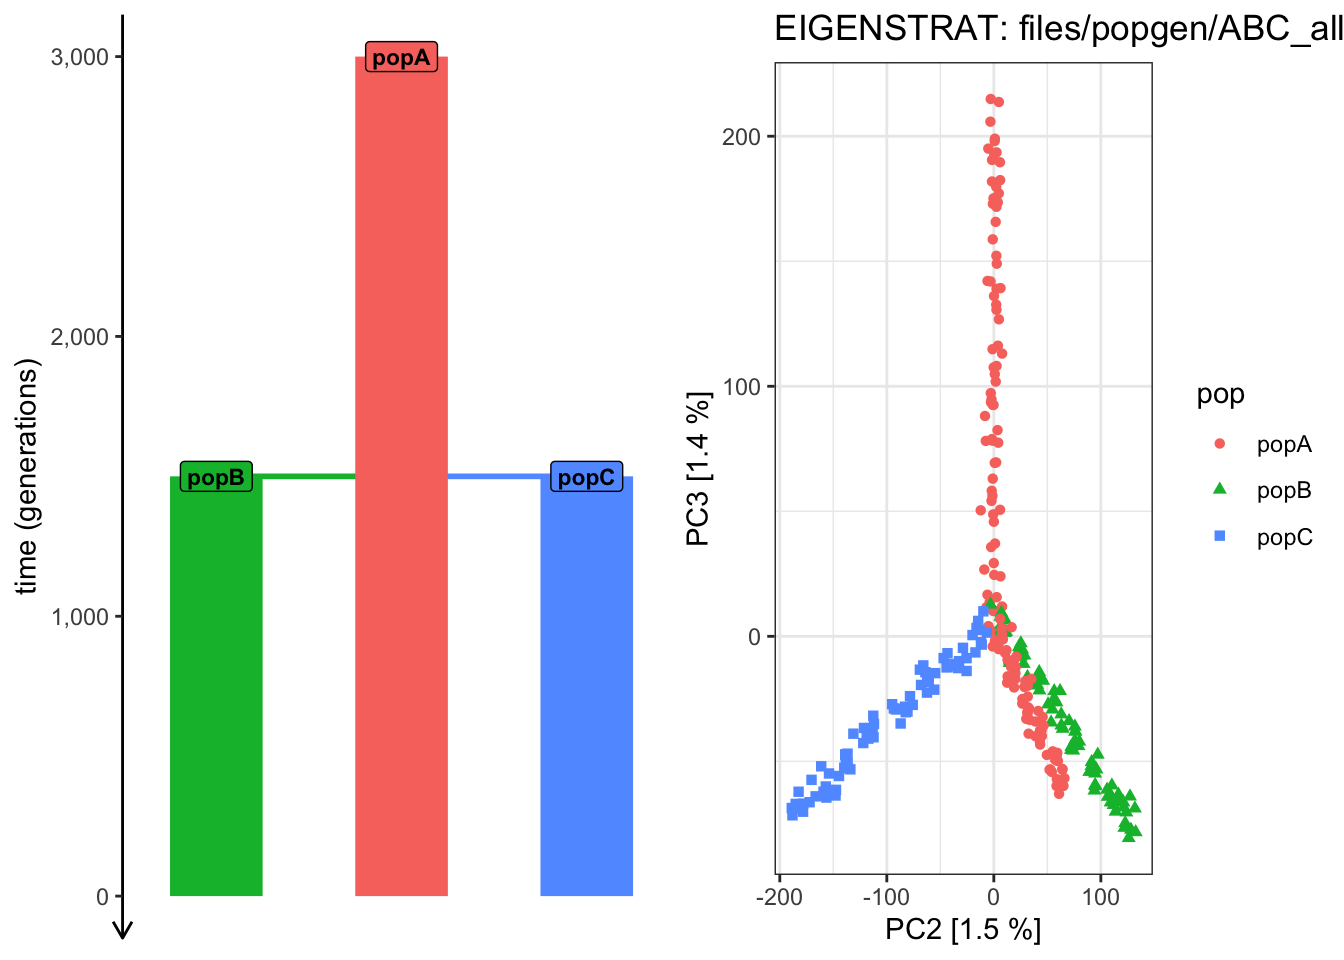 time (generations)
3,000
2,000
1,000
0
popA
popB
popC
EIGENSTRAT: files/popgen/ABC_all
PC3 [1.4 %]
200
100
0
-200
-100
0
100
PC2 [1.5 %]
pop
popA
popB
popC